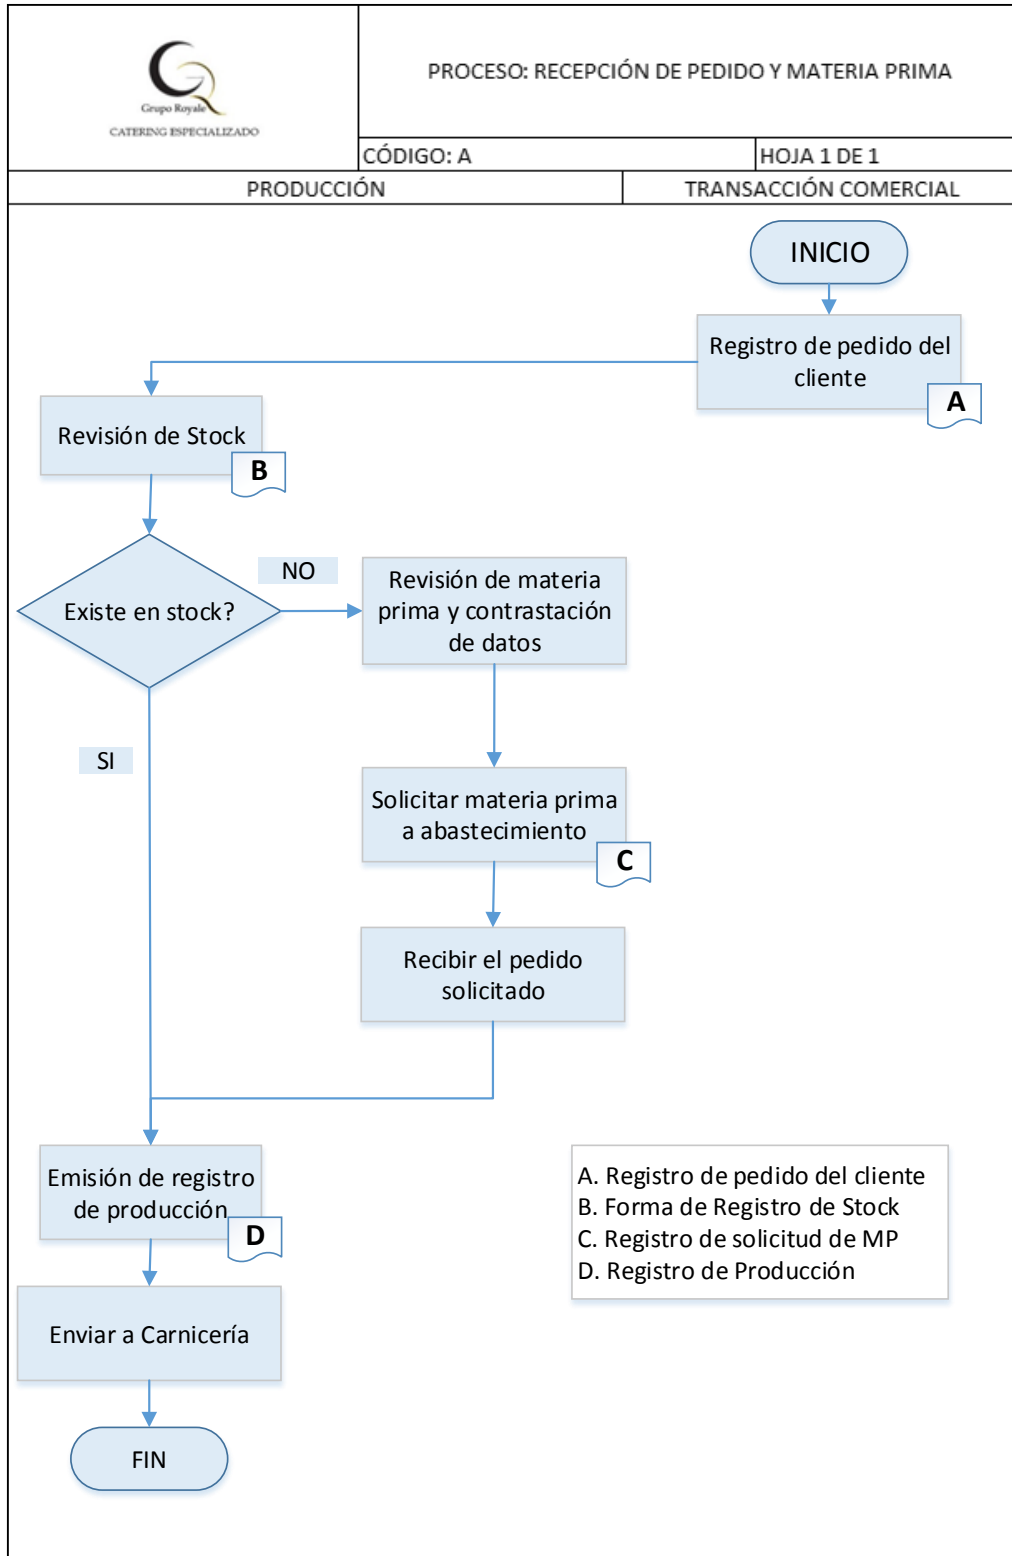 Grupo Royale
CATERING ESPECIALIZADO
PROCESO: RECEPCIÓN DE PEDIDO Y MATERIA PRIMA
CÓDIGO: A
HOJA 1 DE 1
PRODUCCIÓN
TRANSACCIÓN COMERCIAL
INICIO
Registro de pedido del
cliente
A
Revisión de Stock
B
Existe en stock?
NO
Revisión de materia
prima y contrastación
de datos
SI
Solicitar materia prima
a abastecimiento
C
Recibir el pedido
solicitado
Emisión de registro
de producción
D
Enviar a Carnicería
FIN
A. Registro de pedido del cliente
B. Forma de Registro de Stock
C. Registro de solicitud de MP
D. Registro de Producción